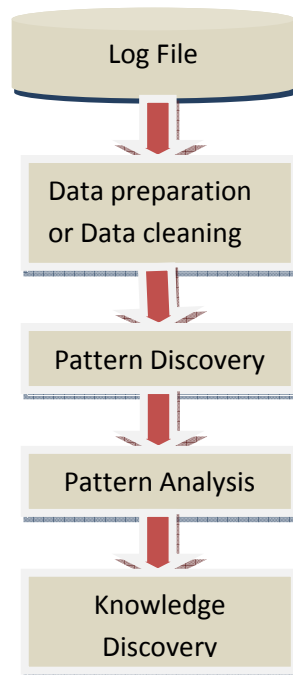 Log File
Data preparation
or Data cleaning
Pattern Discovery
Pattern Analysis
Knowledge
Discovery